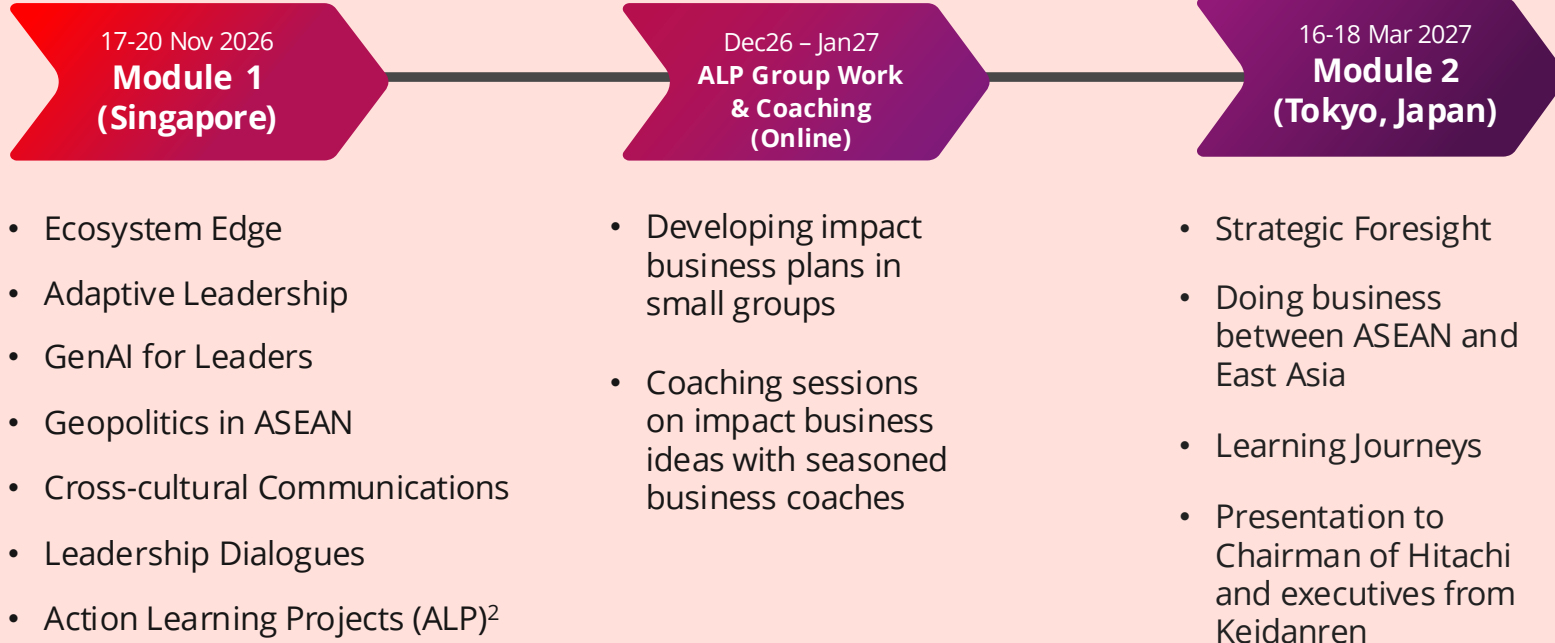 17-20 Nov 2026
Module 1
(Singapore)
Dec26 – Jan27
ALP Group Work
& Coaching
(Online)
16-18 Mar 2027
Module 2
(Tokyo, Japan)
• Ecosystem Edge
• Adaptive Leadership
• GenAI for Leaders
• Geopolitics in ASEAN
• Cross-cultural Communications
• Leadership Dialogues
• Action Learning Projects (ALP)²
• Developing impact
business plans in
small groups
• Coaching sessions
on impact business
ideas with seasoned
business coaches
• Strategic Foresight
• Doing business
between ASEAN and
East Asia
• Learning Journeys
• Presentation to
Chairman of Hitachi
and executives from
Keidanren